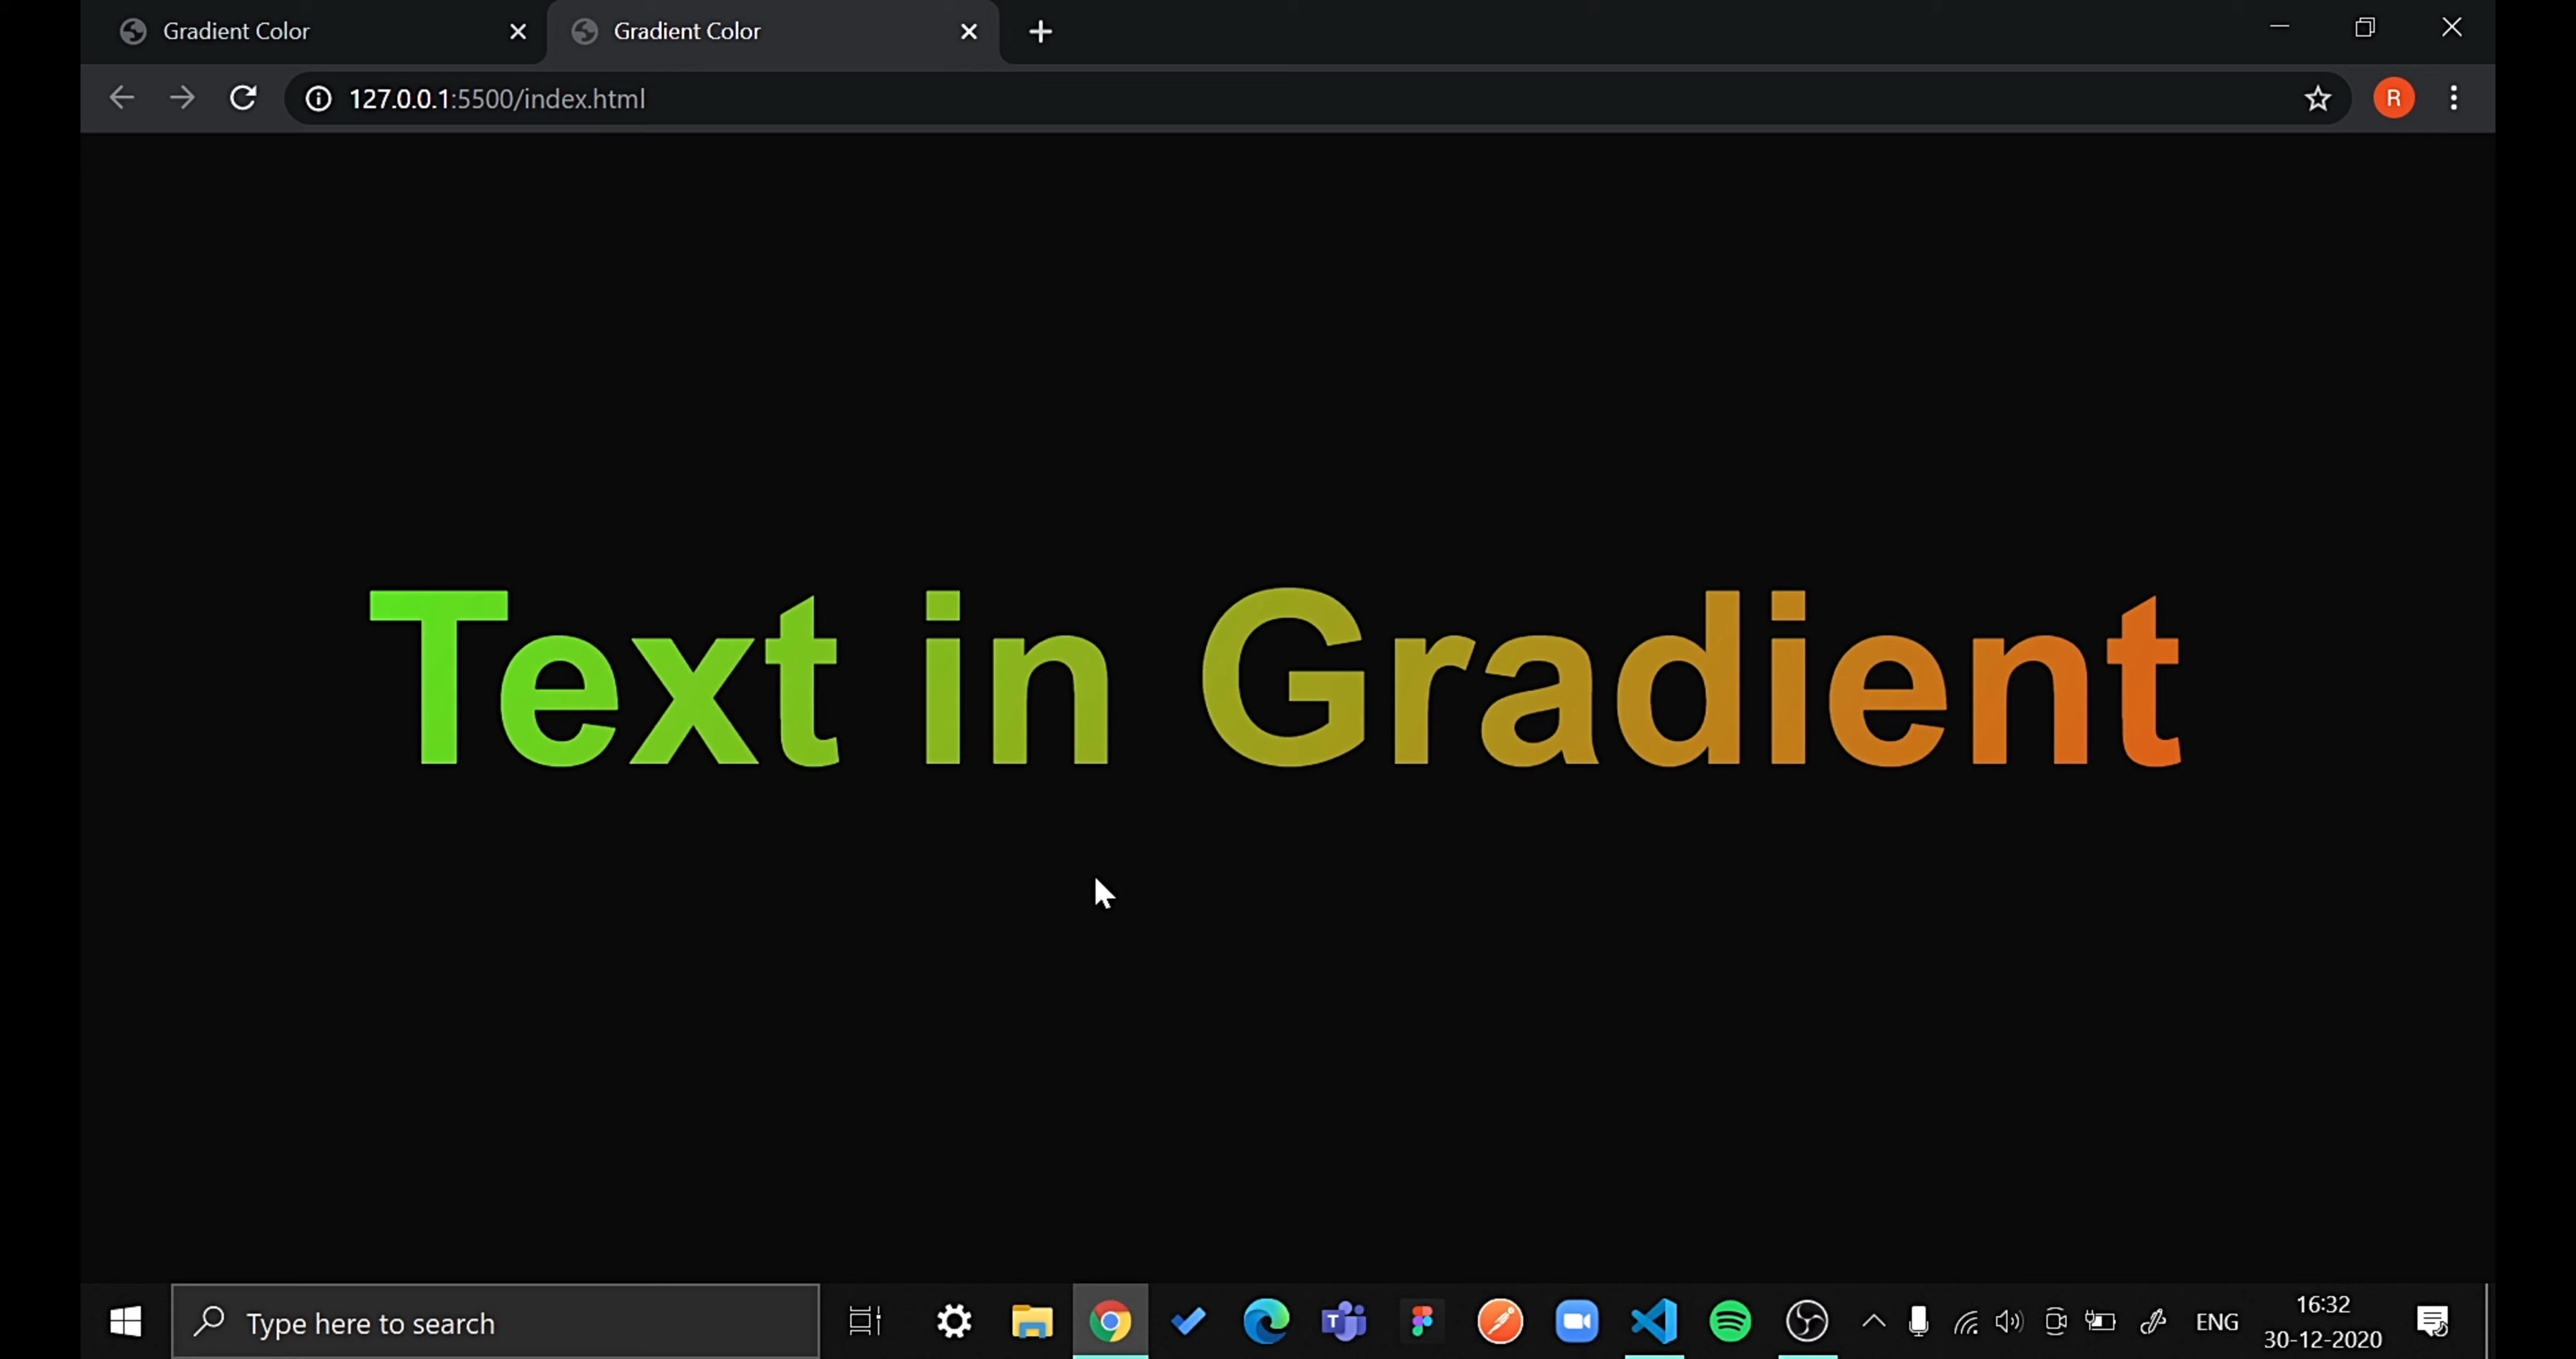 Gradient Color
Gradient Color
127.0.0.1:5500/index.html
R
Text in Gradient
Type here to search
T
ENG
16:32
30-12-2020